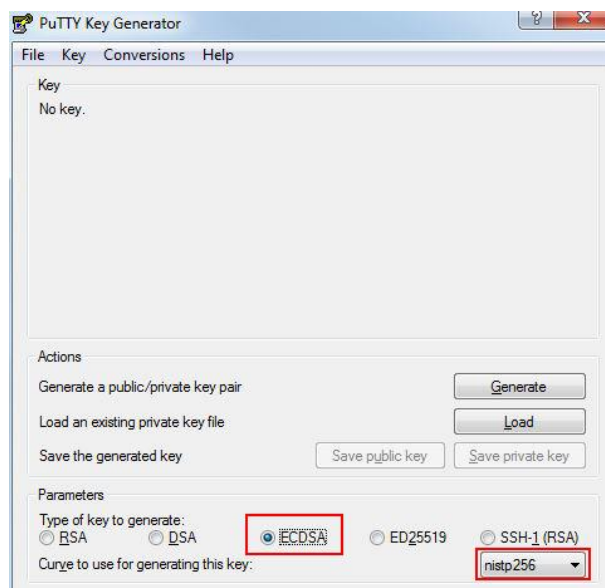 PuTTY Key Generator
File Key Conversions Help
Key
No key.
Actions
Generate a public/private key pair
Generate
Load an existing private key file
Load
Save the generated key
Save public key
Save private key
Parameters
Type of key to generate:
RSA DSA ECDSA ED25519 SSH-1 (RSA)
Curve to use for generating this key:
nistp256